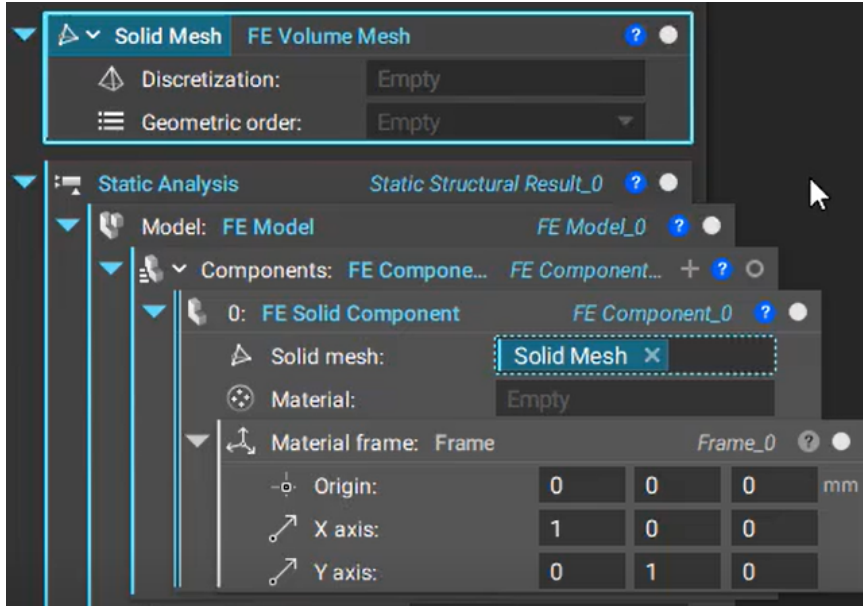 Solid Mesh FE Volume Mesh ?
Discretization: Empty
Geometric order: Empty
Static Analysis Static Structural Result_0 ?
Model: FE Model FE Model_0 ?
Components: FE Compone... FE Component... + ?
0: FE Solid Component FE Component_0 ?
Solid mesh: Solid Mesh ×
Material: Empty
Material frame: Frame Frame_0 ?
Origin: 0 0 0 mm
X axis: 1 0 0
Y axis: 0 1 0